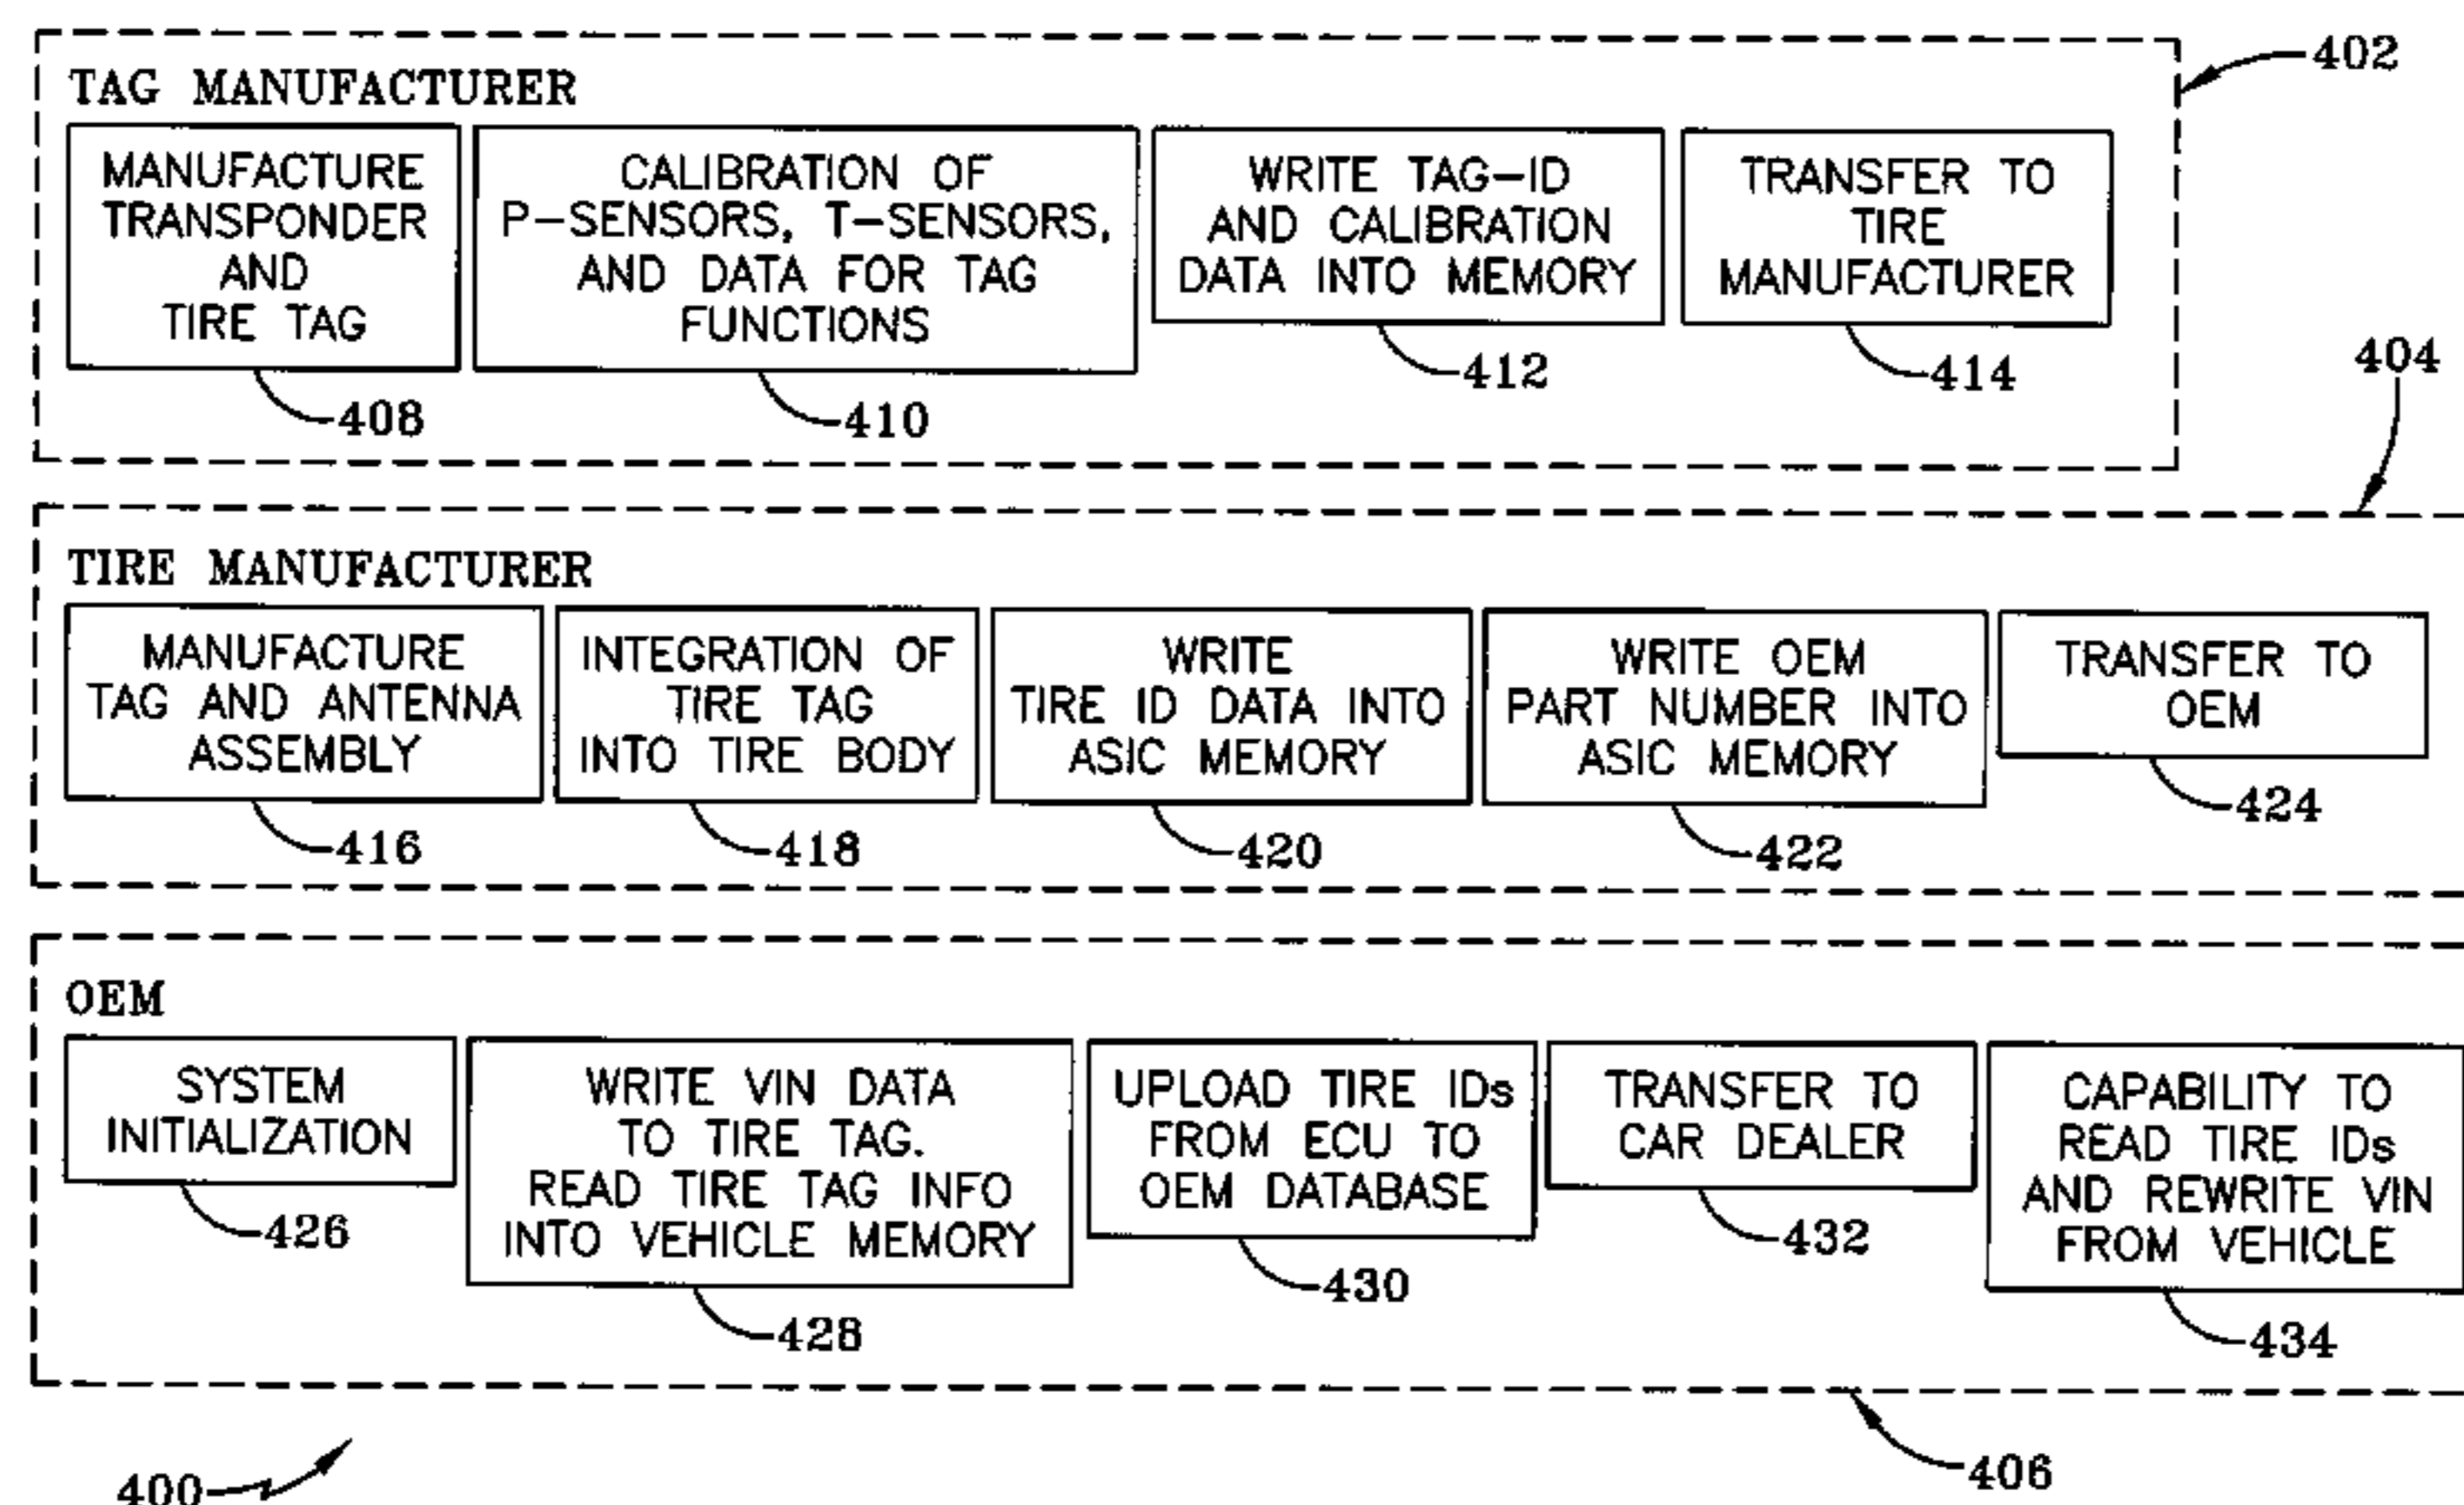 402
TAG MANUFACTURER
MANUFACTURE
TRANSPONDER
AND
TIRE TAG
408
CALIBRATION OF
P-SENSORS, T-SENSORS,
AND DATA FOR TAG
FUNCTIONS
410
WRITE TAG-ID
AND CALIBRATION
DATA INTO MEMORY
412
TRANSFER TO
TIRE
MANUFACTURER
414
404
TIRE MANUFACTURER
MANUFACTURE
TAG AND ANTENNA
ASSEMBLY
416
INTEGRATION OF
TIRE TAG
INTO TIRE BODY
418
WRITE
TIRE ID DATA INTO
ASIC MEMORY
420
WRITE OEM
PART NUMBER INTO
ASIC MEMORY
422
TRANSFER TO
OEM
424
OEM
SYSTEM
INITIALIZATION
426
WRITE VIN DATA
TO TIRE TAG.
READ TIRE TAG INFO
INTO VEHICLE MEMORY
428
UPLOAD TIRE IDs
FROM ECU TO
OEM DATABASE
430
TRANSFER TO
CAR DEALER
432
CAPABILITY TO
READ TIRE IDs
AND REWRITE VIN
FROM VEHICLE
434
406
400